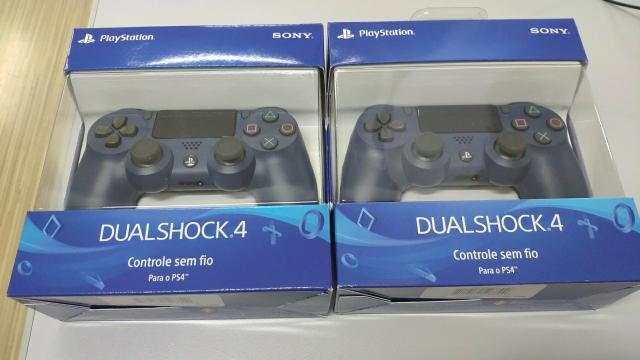 PlayStation.
SONY.
DUALSHOCK.4
Controle sem fio
Para o PS4™
PlayStation.
SONY.
DUALSHOCK.4
Controle sem fio
Para o PS4™